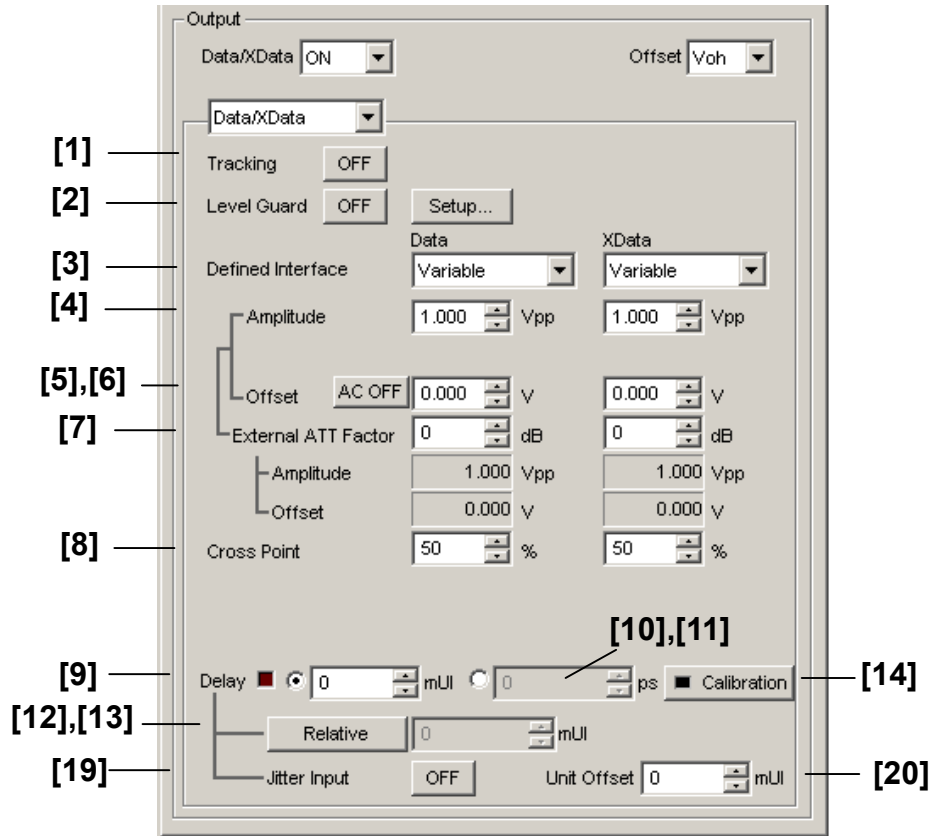 Output
Data/XData ON Offset Voh
Data/XData
[1] Tracking OFF
[2] Level Guard OFF Setup...
Data XData
[3] Defined Interface Variable Variable
[4] Amplitude 1.000 Vpp 1.000 Vpp
[5],[6] Offset AC OFF 0.000 V 0.000 V
[7] External ATT Factor 0 dB 0 dB
Amplitude 1.000 Vpp 1.000 Vpp
Offset 0.000 V 0.000 V
[8] Cross Point 50 % 50 %
[10],[11]
[9] Delay 0 mUI 0 ps Calibration [14]
[12],[13] Relative 0 mUI
[19] Jitter Input OFF Unit Offset 0 mUI [20]